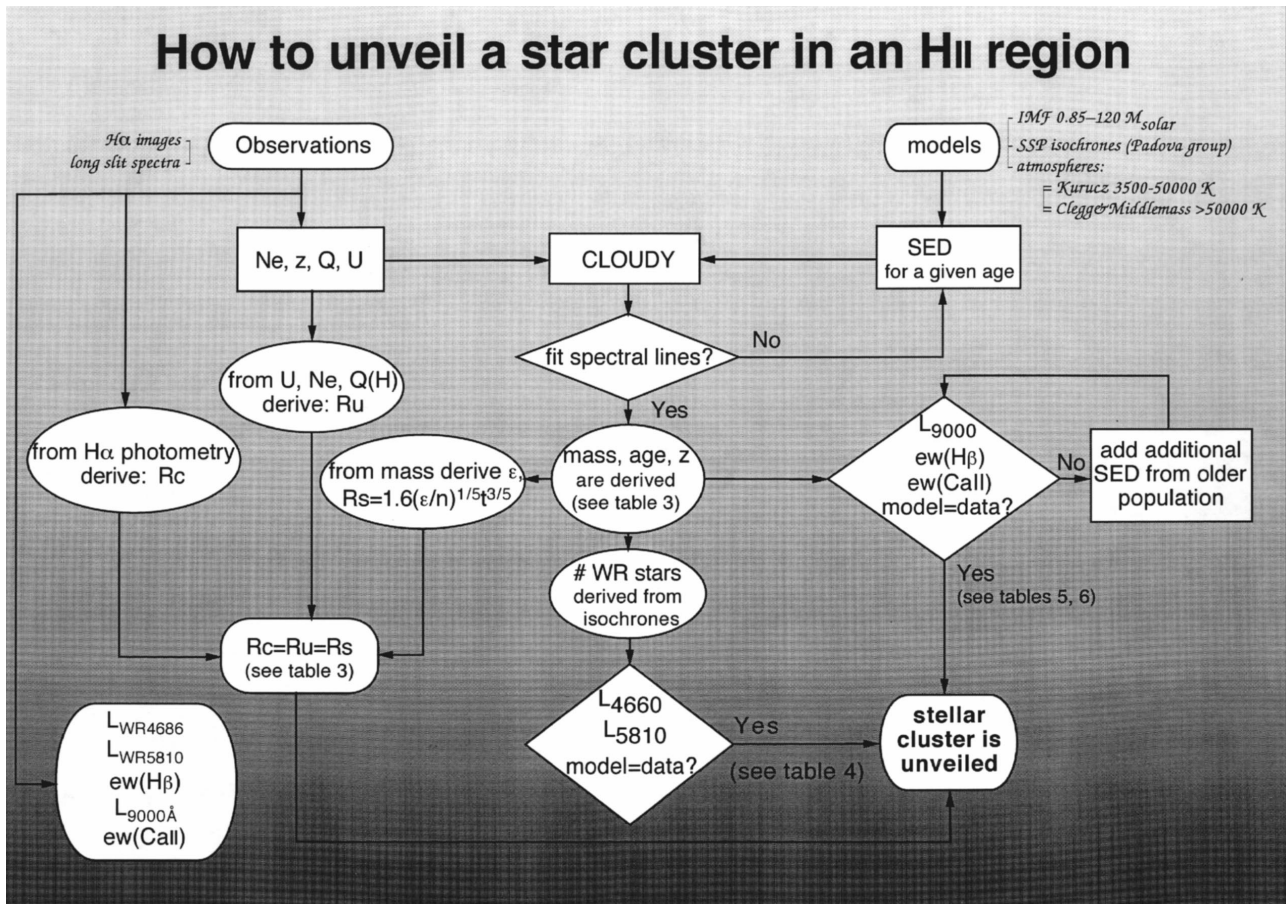 How to unveil a star cluster in an HII region
Hα images
long slit spectra
Observations
models
IMF 0.85–120 Msolar
SSP isochrones (Padova group)
atmospheres:
= Kurucz 3500-50000 K
= Clegg&Middlemass >50000 K
Ne, z, Q, U
CLOUDY
SED
for a given age
fit spectral lines?
No
Yes
from U, Ne, Q(H)
derive: Ru
from Hα photometry
derive: Rc
from mass derive ε,
Rs=1.6(ε/n)1/5t3/5
mass, age, z
are derived
(see table 3)
L9000
ew(Hβ)
ew(CaII)
model=data?
No
add additional
SED from older
population
Yes
(see tables 5, 6)
# WR stars
derived from
isochrones
Rc=Ru=Rs
(see table 3)
L4660
L5810
model=data?
Yes
(see table 4)
stellar
cluster is
unveiled
LWR4686
LWR5810
ew(Hβ)
L9000Å
ew(CaII)